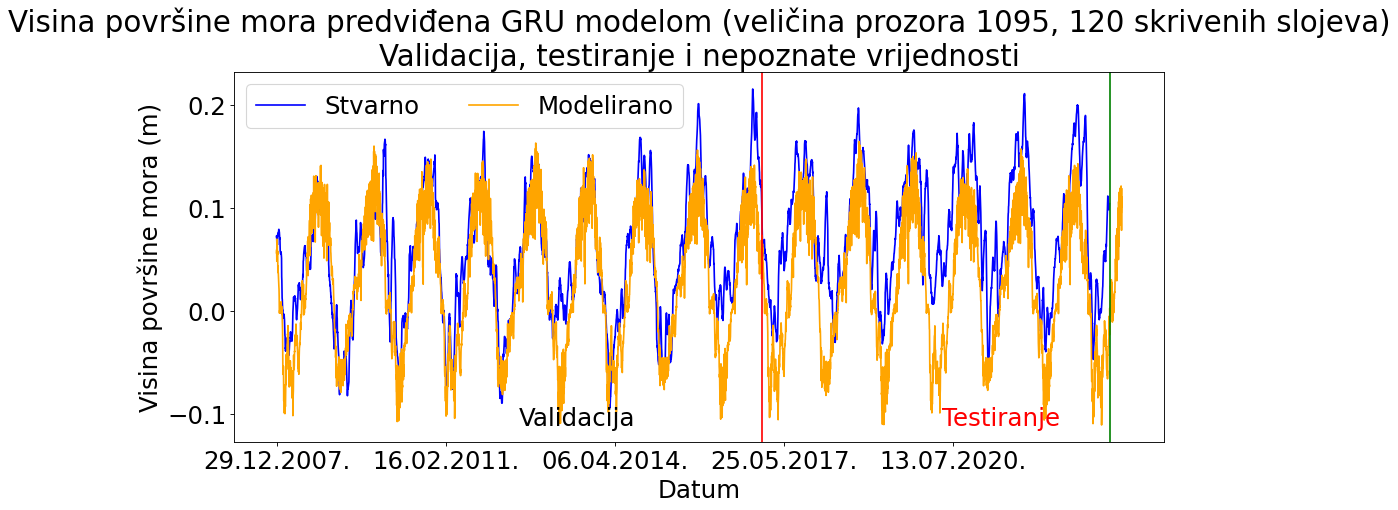 Visina površine mora predviđena GRU modelom (veličina prozora 1095, 120 skrivenih slojeva)
Validacija, testiranje i nepoznate vrijednosti
Stvarno
Modelirano
Visina površine mora (m)
0.2
0.1
0.0
−0.1
Validacija
Testiranje
29.12.2007.
16.02.2011.
06.04.2014.
25.05.2017.
13.07.2020.
Datum